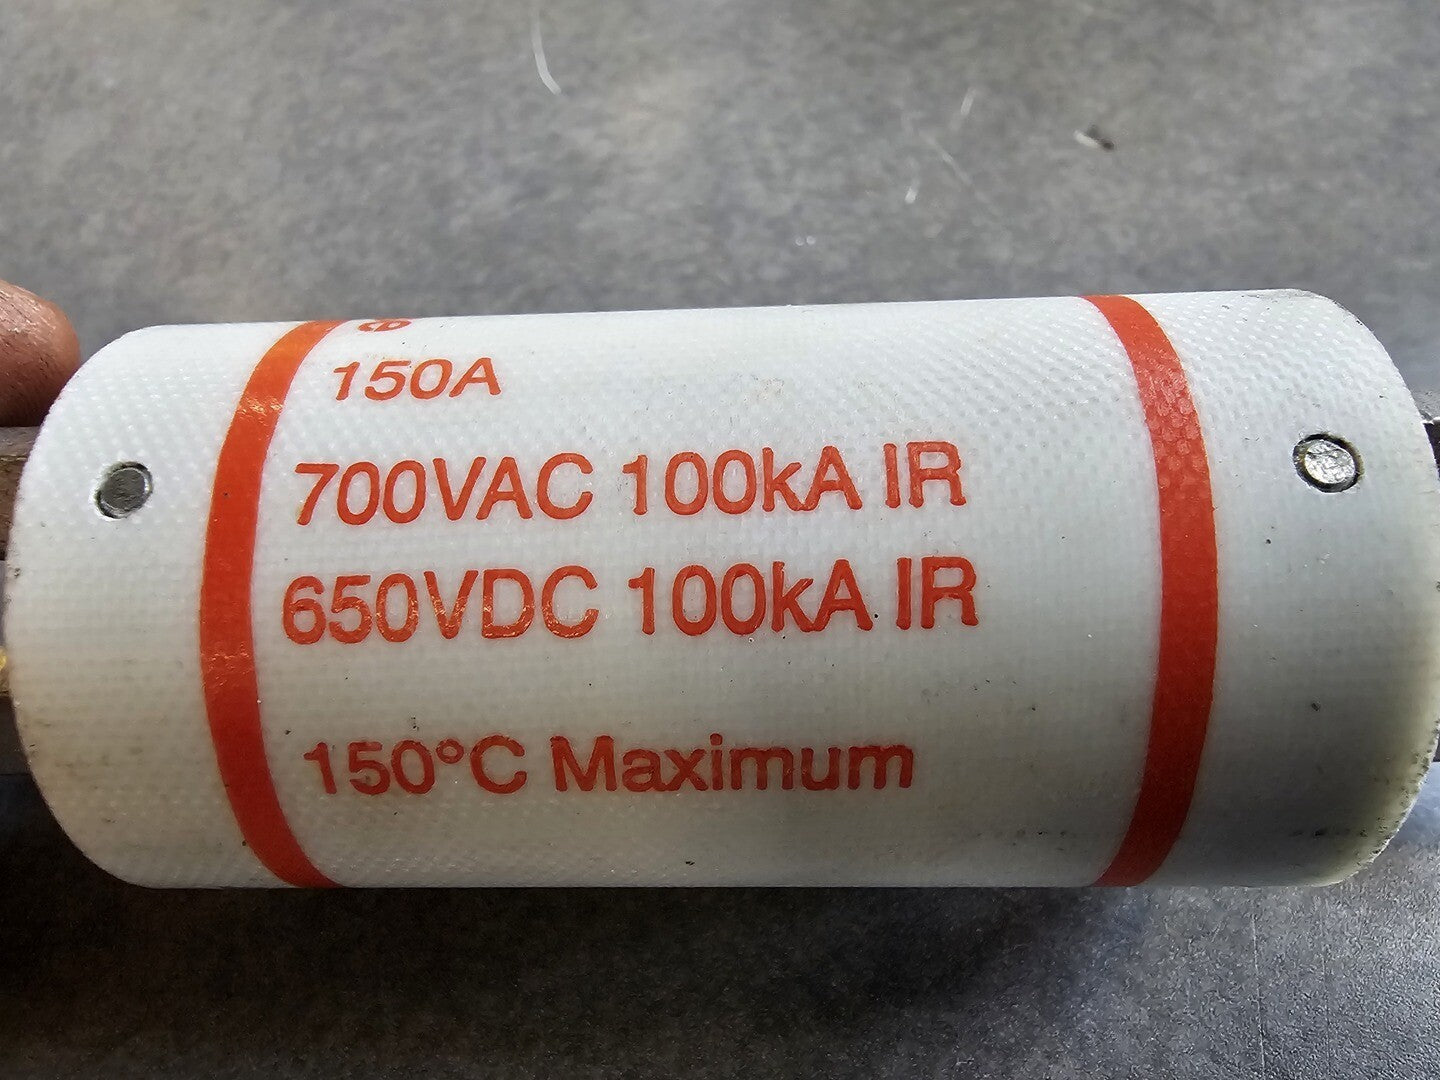 150A
700VAC 100kA IR
650VDC 100kA IR
150°C Maximum